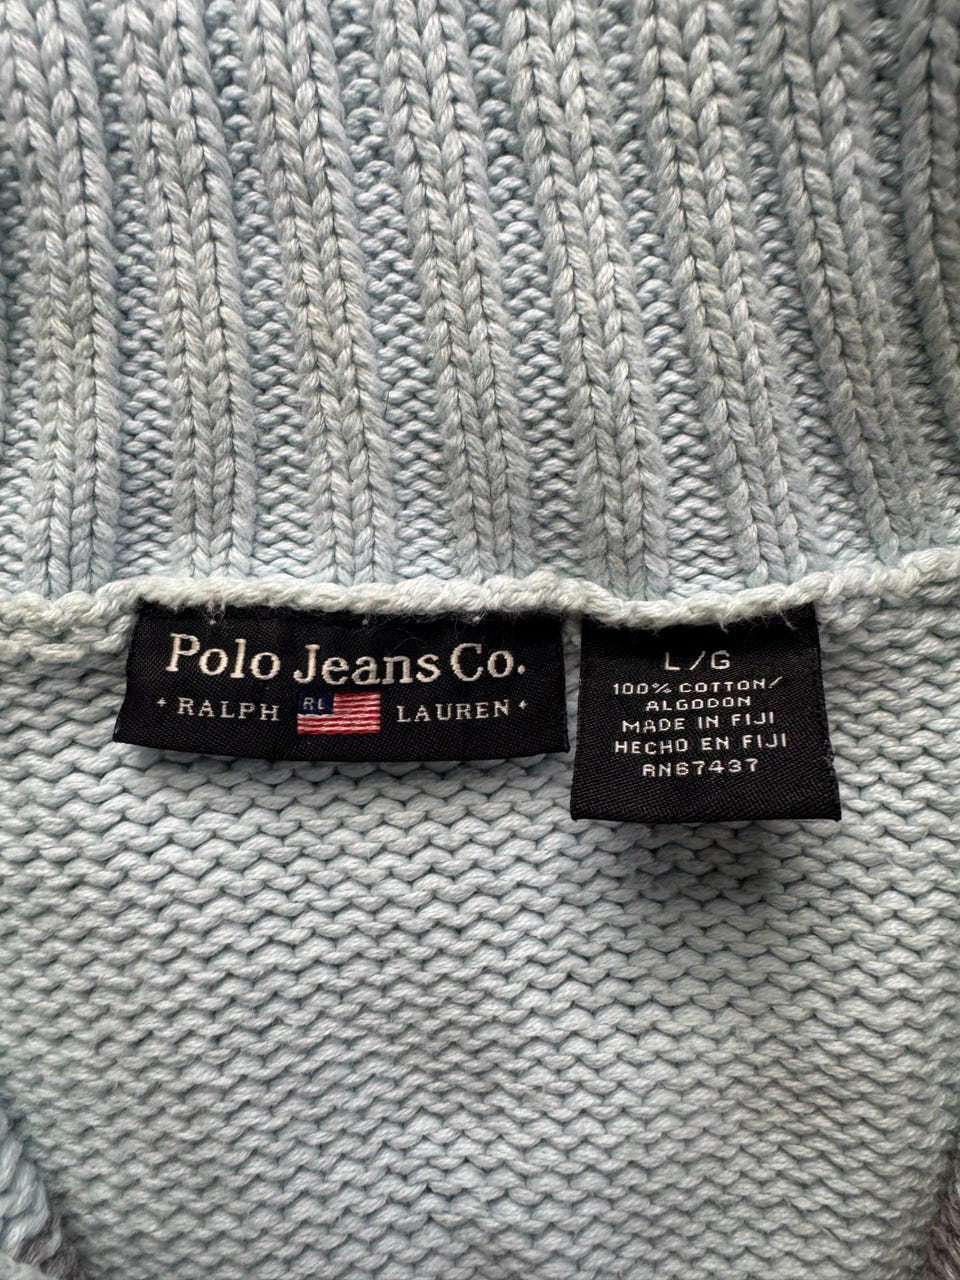 Polo Jeans Co.
RALPH RL LAUREN
L/G
100% COTTON/
ALGODON
MADE IN FIJI
HECHO EN FIJI
RN67437